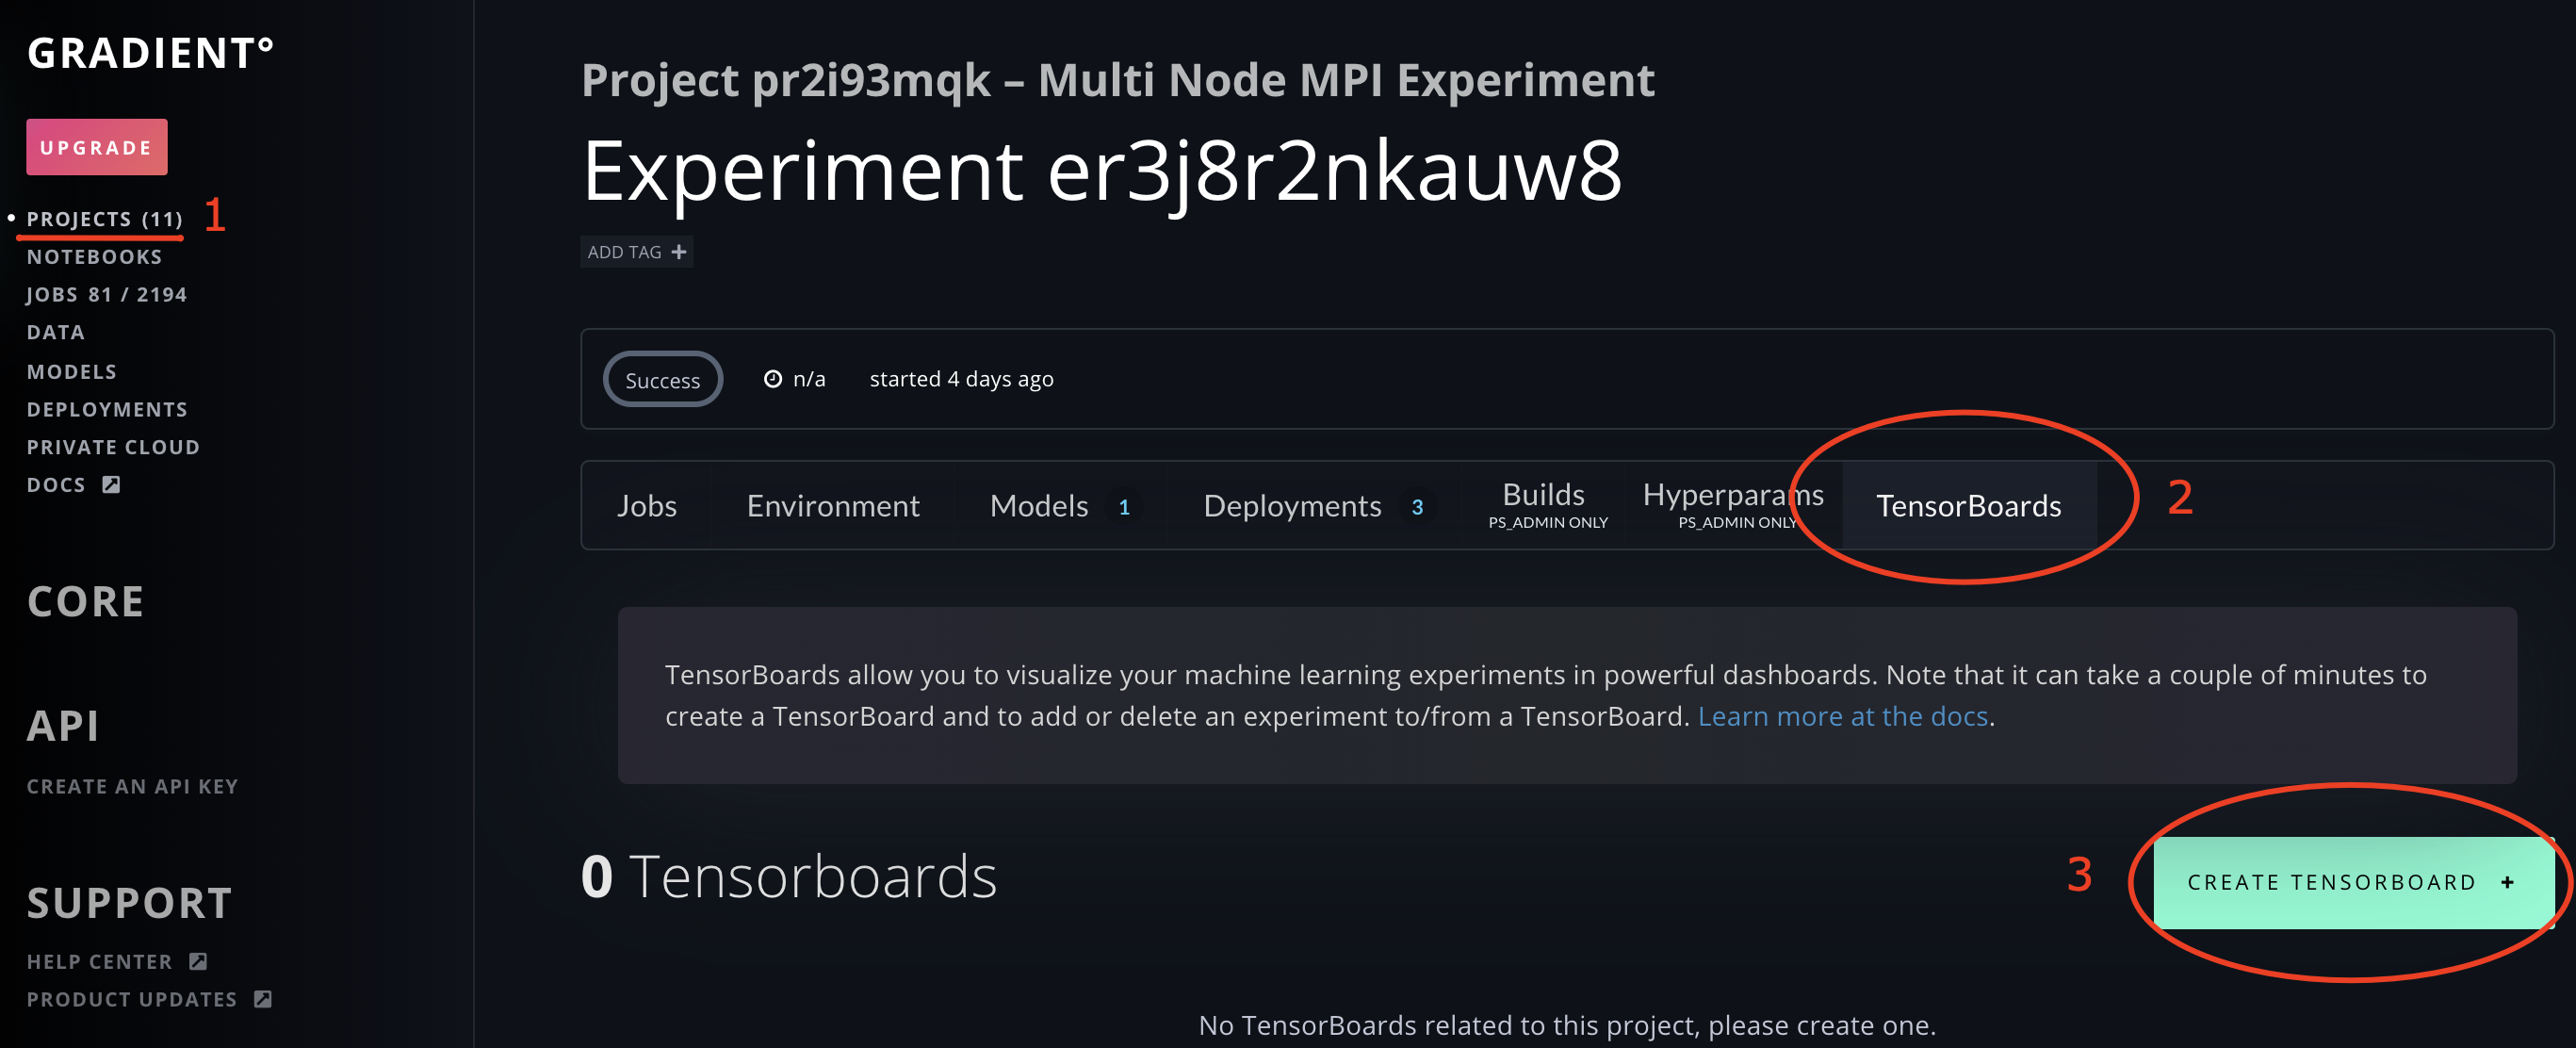 GRADIENT°
UPGRADE
PROJECTS (11) 1
NOTEBOOKS
JOBS 81 / 2194
DATA
MODELS
DEPLOYMENTS
PRIVATE CLOUD
DOCS
CORE
API
CREATE AN API KEY
SUPPORT
HELP CENTER
PRODUCT UPDATES
Project pr2i93mqk – Multi Node MPI Experiment
Experiment er3j8r2nkauw8
ADD TAG +
Success n/a started 4 days ago
Jobs Environment Models 1 Deployments 3 Builds Hyperparams TensorBoards 2
PS_ADMIN ONLY PS_ADMIN ONLY
TensorBoards allow you to visualize your machine learning experiments in powerful dashboards. Note that it can take a couple of minutes to
create a TensorBoard and to add or delete an experiment to/from a TensorBoard. Learn more at the docs.
0 Tensorboards 3 CREATE TENSORBOARD +
No TensorBoards related to this project, please create one.